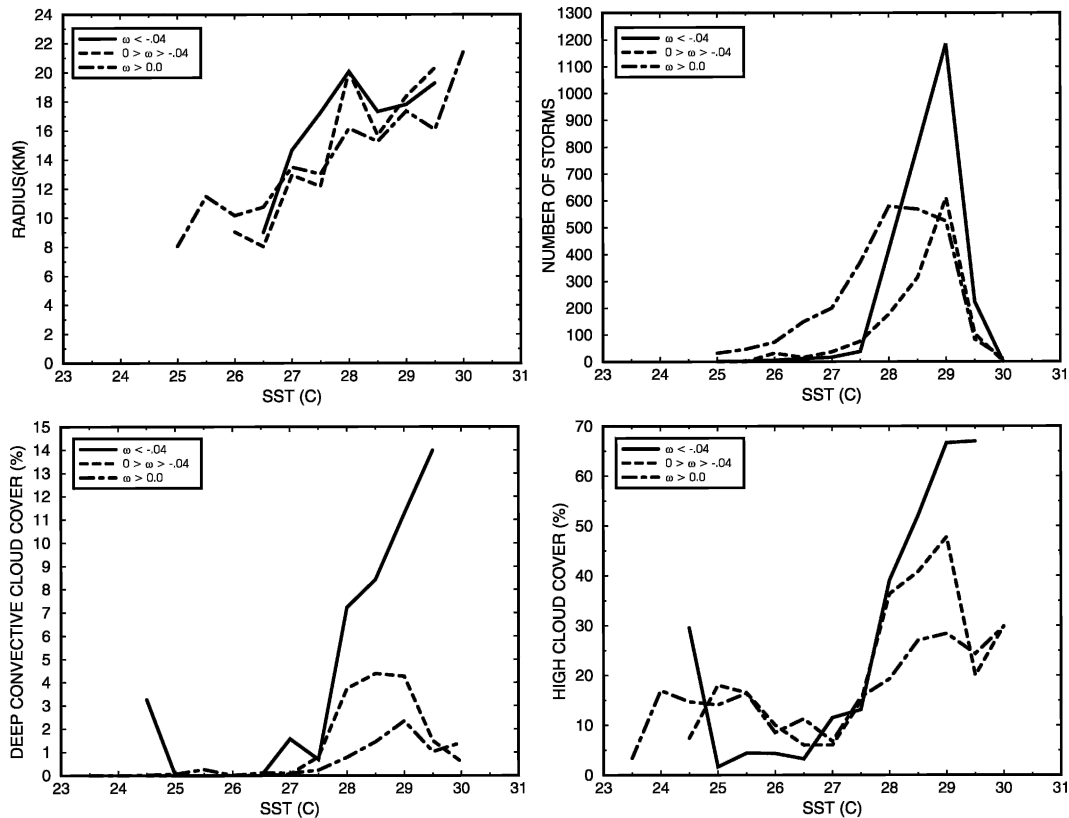 RADIUS(KM)
24
22
20
18
16
14
12
10
8
6
4
2
0
ω < -.04
0 > ω > -.04
ω > 0.0
23 24 25 26 27 28 29 30 31
SST (C)
NUMBER OF STORMS
1300
1200
1100
1000
900
800
700
600
500
400
300
200
100
0
ω < -.04
0 > ω > -.04
ω > 0.0
23 24 25 26 27 28 29 30 31
SST (C)
DEEP CONVECTIVE CLOUD COVER (%)
15
14
13
12
11
10
9
8
7
6
5
4
3
2
1
0
ω < -.04
0 > ω > -.04
ω > 0.0
23 24 25 26 27 28 29 30 31
SST (C)
HIGH CLOUD COVER (%)
70
60
50
40
30
20
10
0
ω < -.04
0 > ω > -.04
ω > 0.0
23 24 25 26 27 28 29 30 31
SST (C)